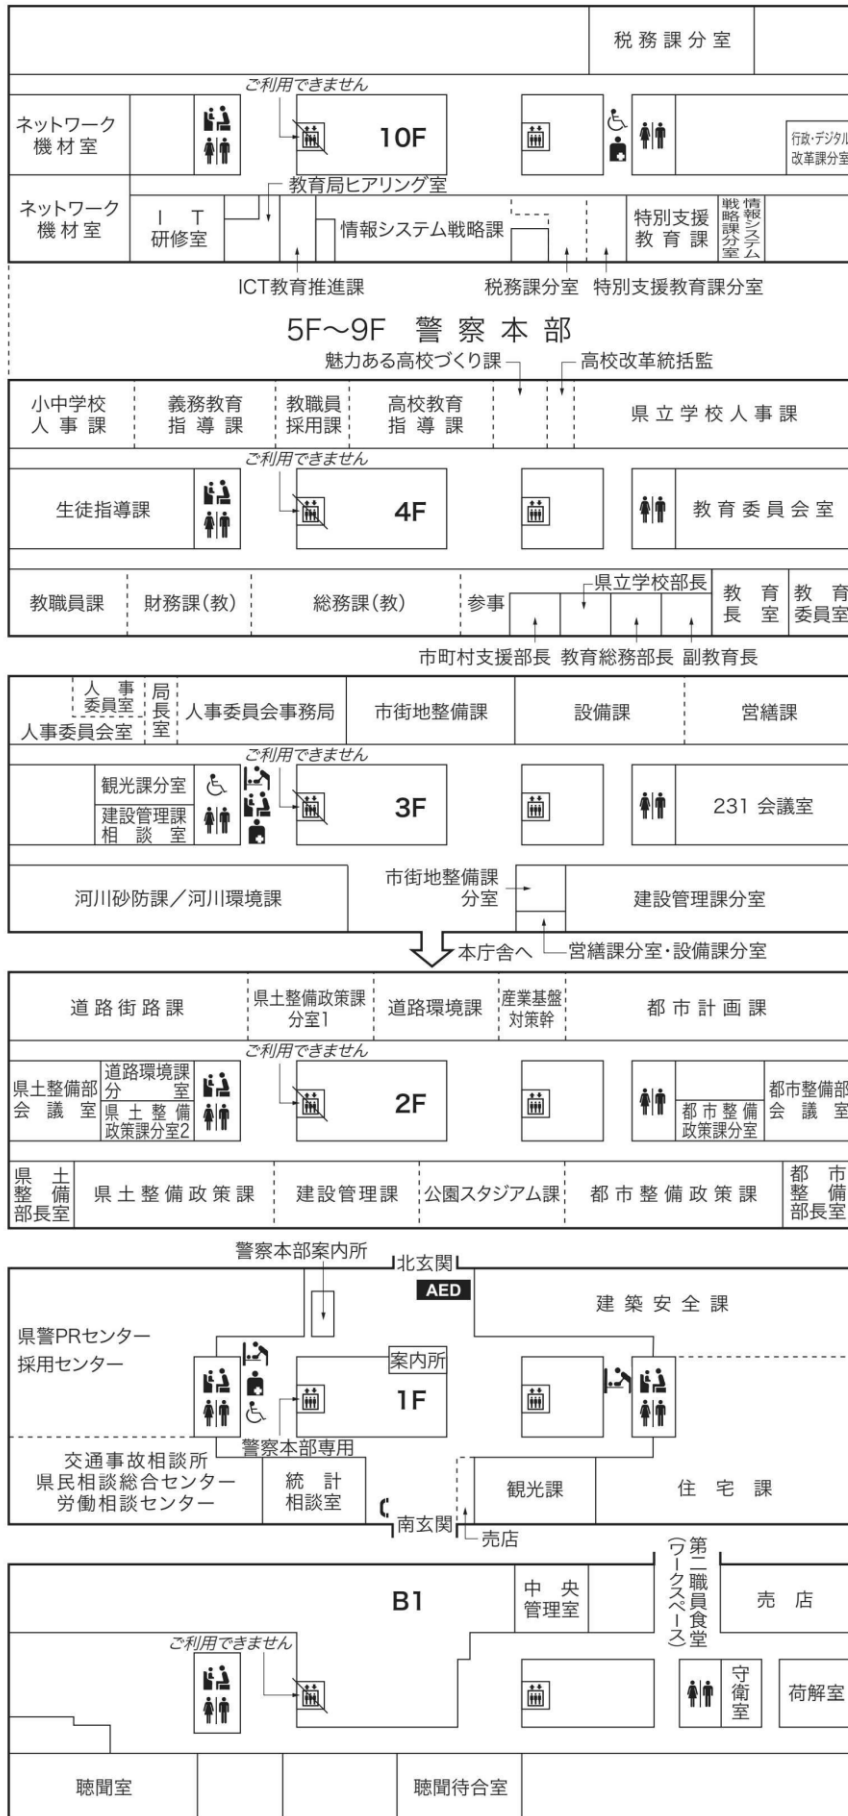 税務課分室
ご利用できません
ネットワーク
機材室
10F
行政・デジタル
改革課分室
教育局ヒアリング室
ネットワーク
機材室
I T
研修室
情報システム戦略課
特別支援
教育課
情報システム
戦略課分室
ICT教育推進課
税務課分室
特別支援教育課分室
5F～9F 警察本部
魅力ある高校づくり課
高校改革統括監
小中学校
人事課
義務教育
指導課
教職員
採用課
高校教育
指導課
県立学校人事課
ご利用できません
生徒指導課
4F
教育委員会室
県立学校部長
教職員課
財務課(教)
総務課(教)
参事
教育
長室
教育
委員室
市町村支援部長
教育総務部長
副教育長
人事
委員室
人事委員会室
局長室
人事委員会事務局
市街地整備課
設備課
営繕課
ご利用できません
観光課分室
建設管理課
相談室
3F
231 会議室
河川砂防課／河川環境課
市街地整備課
分室
建設管理課分室
本庁舎へ
営繕課分室・設備課分室
道路街路課
県土整備政策課
分室1
道路環境課
産業基盤
対策幹
都市計画課
ご利用できません
県土整備部
会議室
道路環境課
分室
県土整備
政策課分室2
2F
都市整備
政策課分室
都市整備部
会議室
県土
整備
部長室
県土整備政策課
建設管理課
公園スタジアム課
都市整備政策課
都市
整備
部長室
警察本部案内所
北玄関
AED
建築安全課
県警PRセンター
採用センター
案内所
1F
警察本部専用
交通事故相談所
県民相談総合センター
労働相談センター
統計
相談室
観光課
住宅課
南玄関
売店
B1
中央
管理室
第二職員食堂
(ワークスペース)
売店
ご利用できません
守衛室
荷解室
聴聞室
聴聞待合室